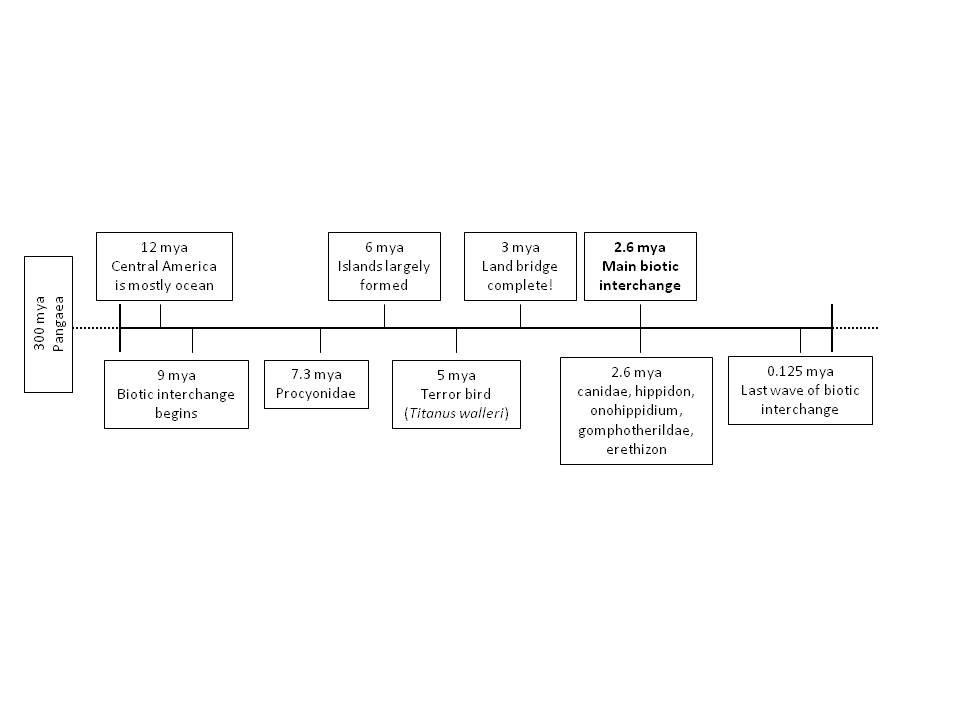 300 mya
Pangaea
12 mya
Central America
is mostly ocean
6 mya
Islands largely
formed
3 mya
Land bridge
complete!
2.6 mya
Main biotic
interchange
9 mya
Biotic interchange
begins
7.3 mya
Procyonidae
5 mya
Terror bird
(Titanus walleri)
2.6 mya
canidae, hippidon,
onohippidium,
gomphotherildae,
erethizon
0.125 mya
Last wave of biotic
interchange